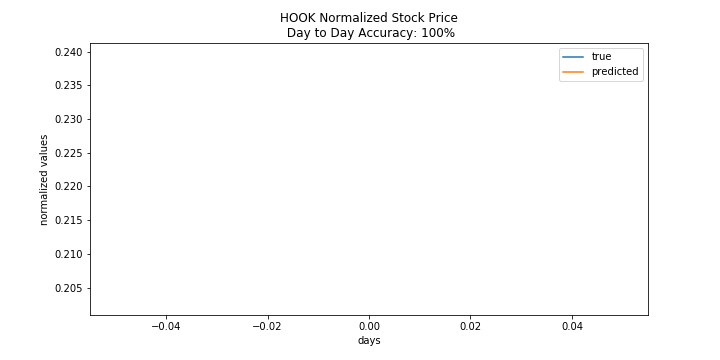 HOOK Normalized Stock Price
Day to Day Accuracy: 100%
true
predicted
normalized values
0.240
0.235
0.230
0.225
0.220
0.215
0.210
0.205
−0.04 −0.02 0.00 0.02 0.04
days